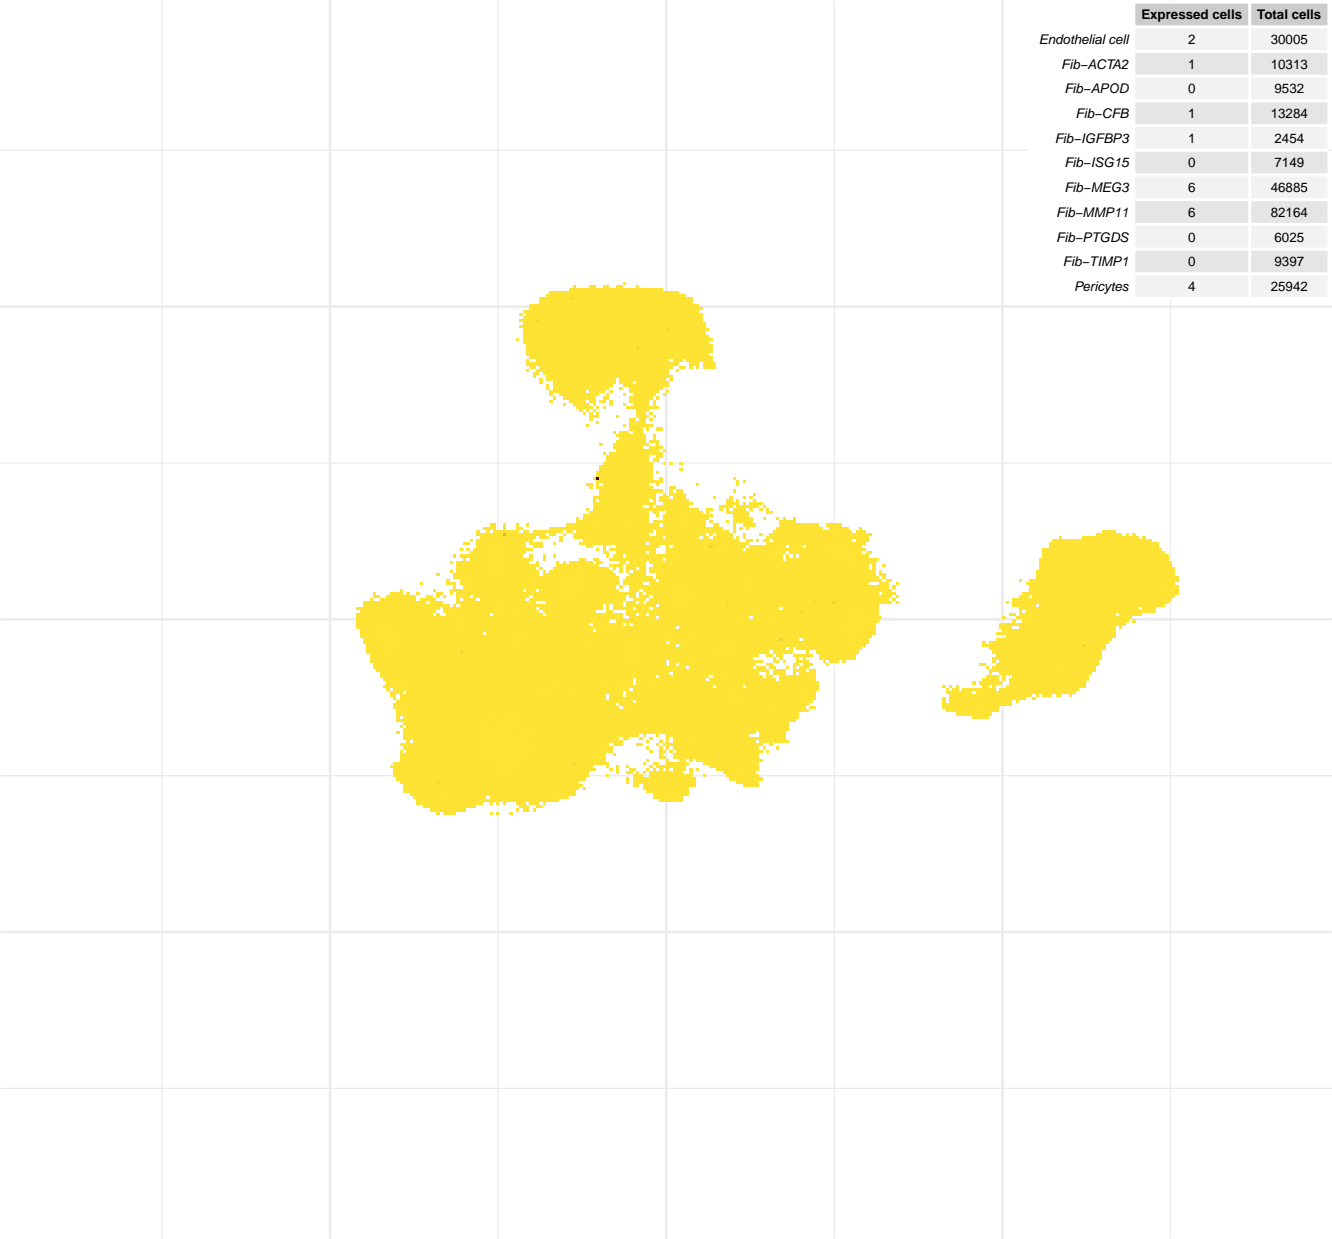 Expressed cells Total cells
Endothelial cell 2 30005
Fib−ACTA2 1 10313
Fib−APOD 0 9532
Fib−CFB 1 13284
Fib−IGFBP3 1 2454
Fib−ISG15 0 7149
Fib−MEG3 6 46885
Fib−MMP11 6 82164
Fib−PTGDS 0 6025
Fib−TIMP1 0 9397
Pericytes 4 25942